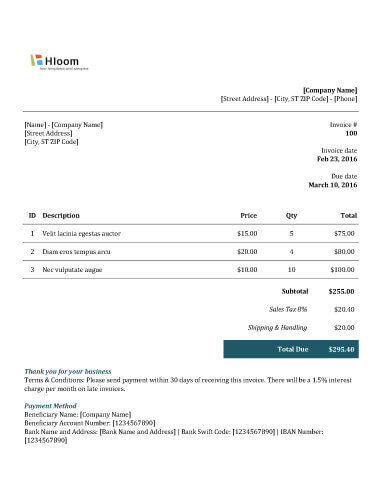 Hloom
[Company Name]
[Street Address] - [City, ST ZIP Code] - [Phone]
[Name] - [Company Name]
[Street Address]
[City, ST ZIP Code]
Invoice #
100
Invoice date
Feb 23, 2016
Due date
March 10, 2016
ID Description Price Qty Total
1 Velit lacinia egestas auctor $15.00 5 $75.00
2 Diam eros tempus arcu $20.00 4 $80.00
3 Nec vulputate augue $10.00 10 $100.00
Subtotal $255.00
Sales Tax 8% $20.40
Shipping & Handling $20.00
Total Due $295.40
Thank you for your business
Terms & Conditions: Please send payment within 30 days of receiving this invoice. There will be a 1.5% interest
charge per month on late invoices.
Payment Method
Beneficiary Name: [Company Name]
Beneficiary Account Number: [1234567890]
Bank Name and Address: [Bank Name and Address] | Bank Swift Code: [1234567890] | IBAN Number:
[1234567890]